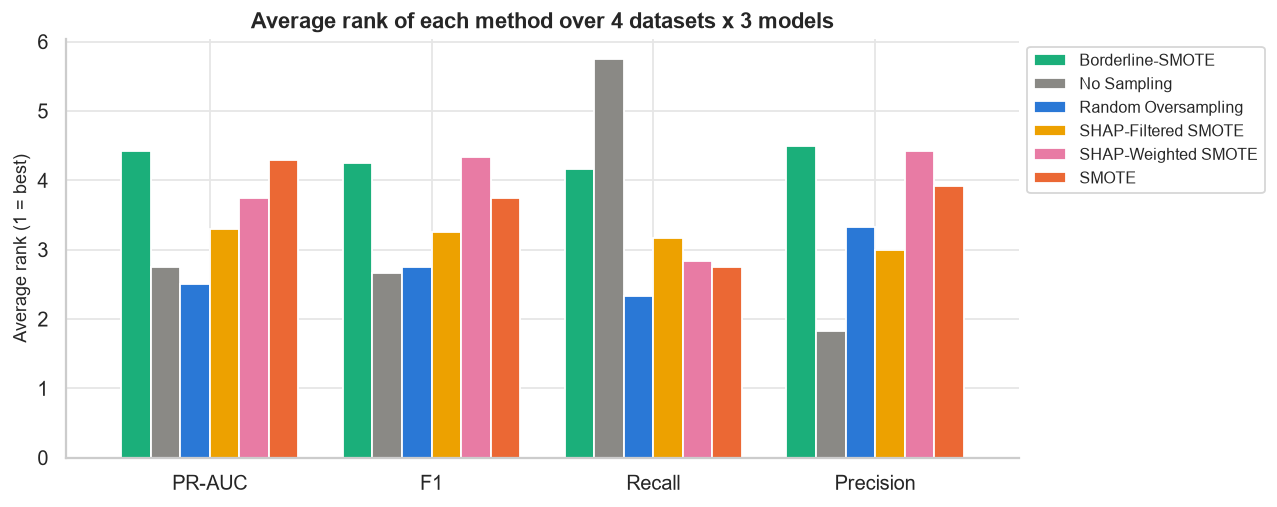 Average rank of each method over 4 datasets x 3 models
Average rank (1 = best)
6
5
4
3
2
1
0
PR-AUC
F1
Recall
Precision
Borderline-SMOTE
No Sampling
Random Oversampling
SHAP-Filtered SMOTE
SHAP-Weighted SMOTE
SMOTE